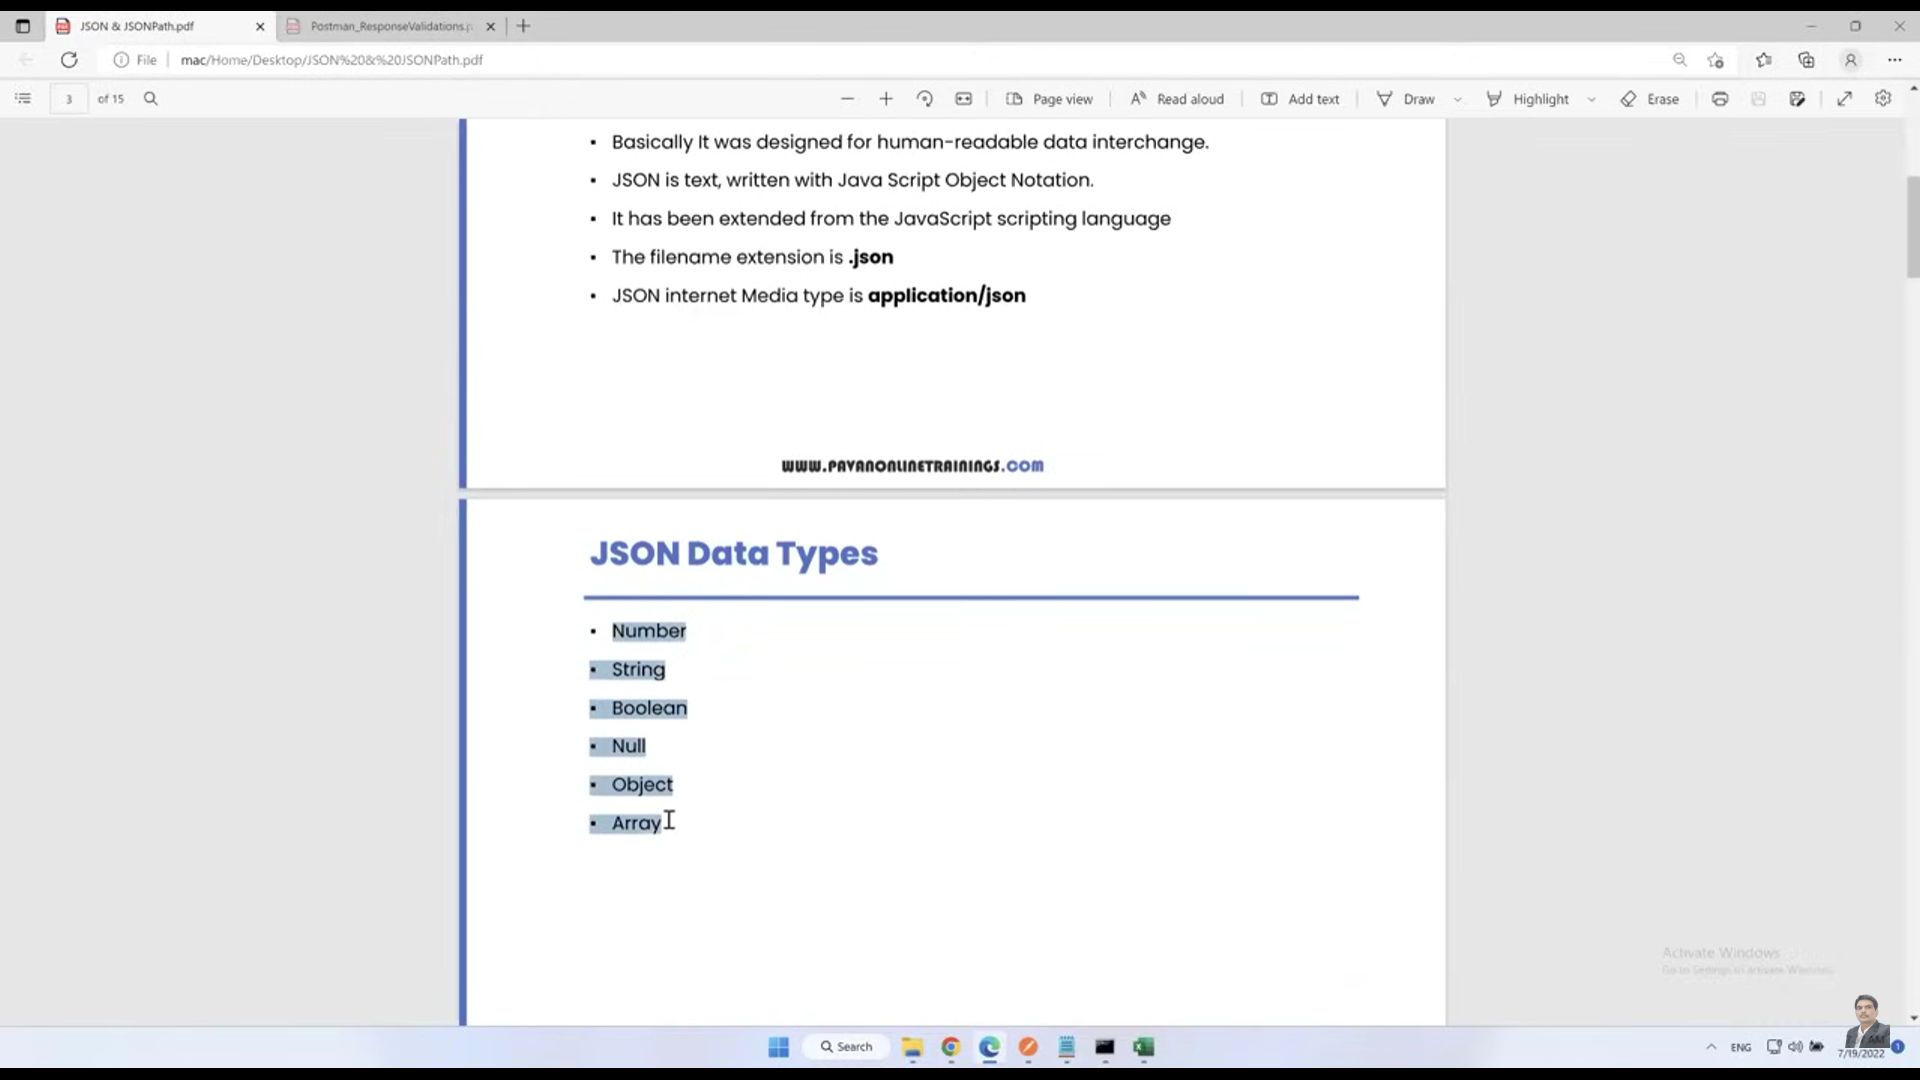 JSON & JSONPath.pdf
Postman_ResponseValidations.p
File mac/Home/Desktop/JSON%20&%20JSONPath.pdf
3 of 15 Page view Read aloud Add text Draw Highlight Erase
▪ Basically It was designed for human-readable data interchange.
▪ JSON is text, written with Java Script Object Notation.
▪ It has been extended from the JavaScript scripting language
▪ The filename extension is .json
▪ JSON internet Media type is application/json
WWW.PAVANONLINETRAININGS.COM
JSON Data Types
▪ Number
▪ String
▪ Boolean
▪ Null
▪ Object
▪ Array
Activate Windows
Go to Settings to activate Windows.
Search
ENG
AM
7/19/2022
1